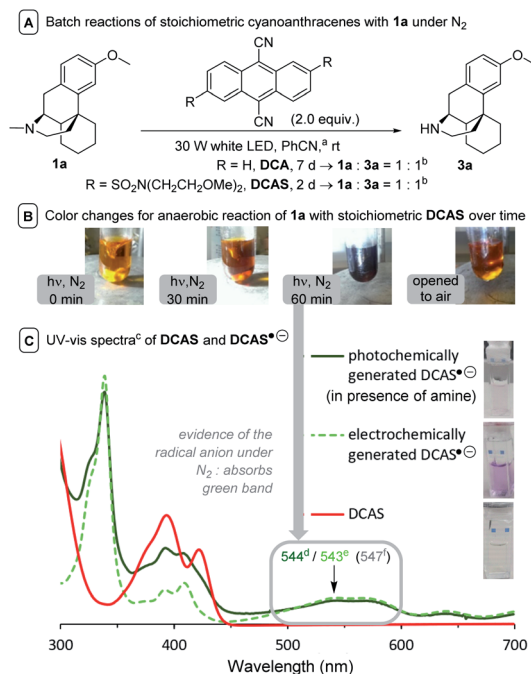 A Batch reactions of stoichiometric cyanoanthracenes with 1a under N₂
CN
R
R
CN
O
O
N
HN
1a
3a
(2.0 equiv.)
30 W white LED, PhCN,ᵃ rt
R = H, DCA, 7 d → 1a : 3a = 1 : 1ᵇ
R = SO₂N(CH₂CH₂OMe)₂, DCAS, 2 d → 1a : 3a = 1 : 1ᵇ
B Color changes for anaerobic reaction of 1a with stoichiometric DCAS over time
hν, N₂
0 min
hν,N₂
30 min
hν, N₂
60 min
opened
to air
C UV-vis spectraᶜ of DCAS and DCAS•⊖
photochemically
generated DCAS•⊖
(in presence of amine)
evidence of the
radical anion under
N₂ : absorbs
green band
electrochemically
generated DCAS•⊖
DCAS
544ᵈ / 543ᵉ (547ᶠ)
300 400 500 600 700
Wavelength (nm)